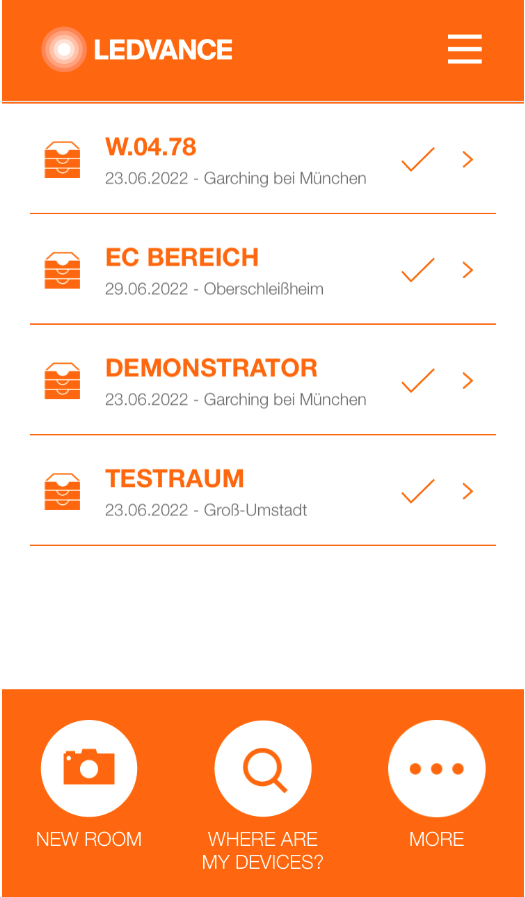 LEDVANCE
W.04.78
23.06.2022 - Garching bei München
EC BEREICH
29.06.2022 - Oberschleißheim
DEMONSTRATOR
23.06.2022 - Garching bei München
TESTRAUM
23.06.2022 - Groß-Umstadt
NEW ROOM
WHERE ARE
MY DEVICES?
MORE